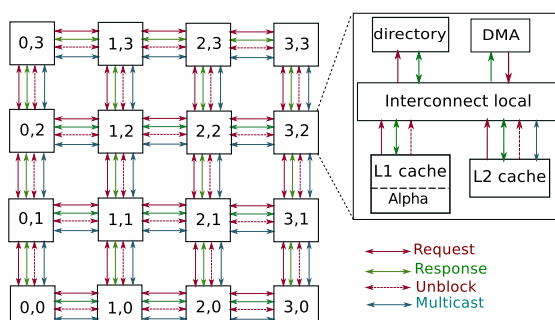 0,3 1,3 2,3 3,3
0,2 1,2 2,2 3,2
0,1 1,1 2,1 3,1
0,0 1,0 2,0 3,0
directory DMA
Interconnect local
L1 cache
Alpha
L2 cache
Request
Response
Unblock
Multicast